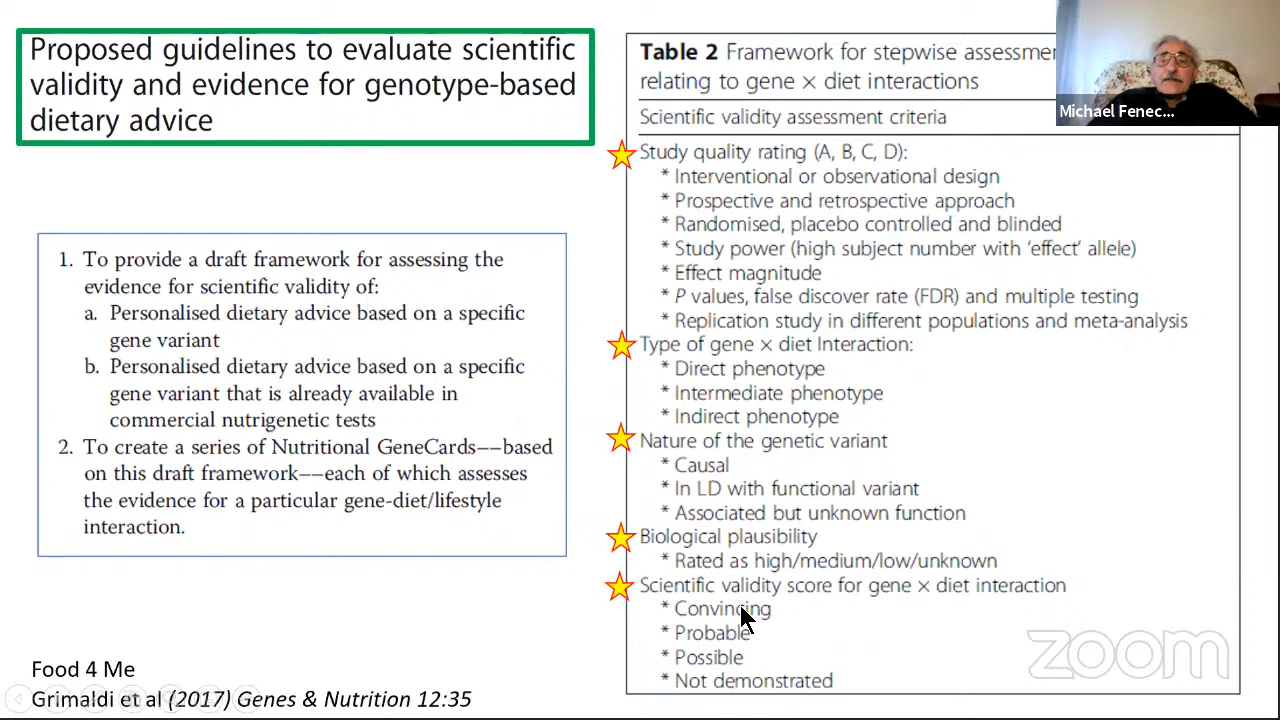 Proposed guidelines to evaluate scientific
validity and evidence for genotype-based
dietary advice
1. To provide a draft framework for assessing the
evidence for scientific validity of:
a. Personalised dietary advice based on a specific
gene variant
b. Personalised dietary advice based on a specific
gene variant that is already available in
commercial nutrigenetic tests
2. To create a series of Nutritional GeneCards––based
on this draft framework––each of which assesses
the evidence for a particular gene-diet/lifestyle
interaction.
Food 4 Me
Grimaldi et al (2017) Genes & Nutrition 12:35
Table 2 Framework for stepwise assessmen
relating to gene × diet interactions
Scientific validity assessment criteria
Study quality rating (A, B, C, D):
* Interventional or observational design
* Prospective and retrospective approach
* Randomised, placebo controlled and blinded
* Study power (high subject number with ‘effect’ allele)
* Effect magnitude
* P values, false discover rate (FDR) and multiple testing
* Replication study in different populations and meta-analysis
Type of gene × diet Interaction:
* Direct phenotype
* Intermediate phenotype
* Indirect phenotype
Nature of the genetic variant
* Causal
* In LD with functional variant
* Associated but unknown function
Biological plausibility
* Rated as high/medium/low/unknown
Scientific validity score for gene × diet interaction
* Convincing
* Probable
* Possible
* Not demonstrated
Michael Fenec...
zoom